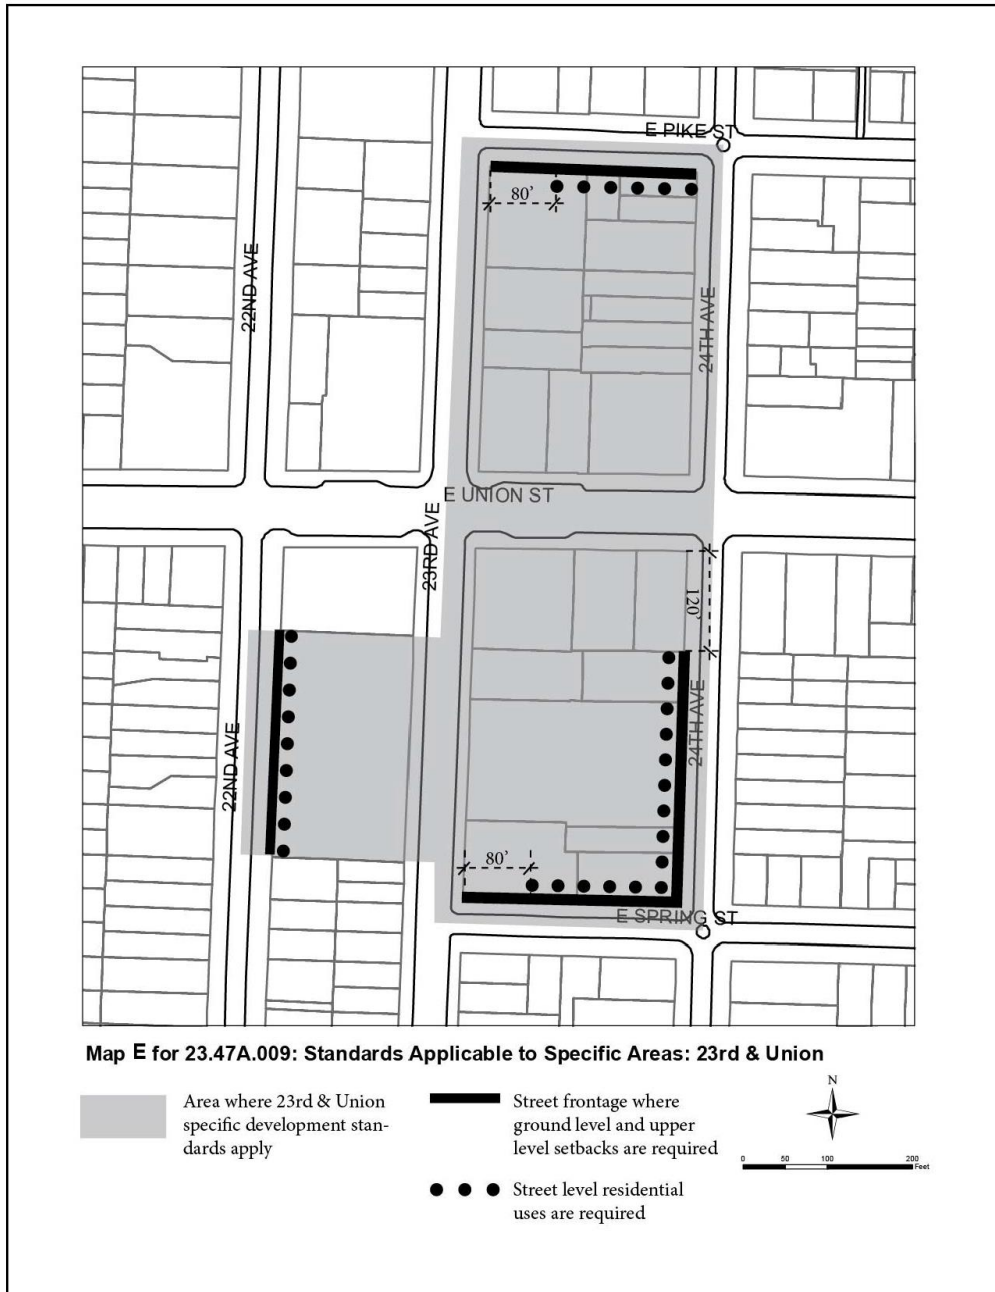 E PIKE ST
80’
22ND AVE
24TH AVE
E UNION ST
23RD AVE
120’
24TH AVE
22ND AVE
80’
E SPRING ST
Map E for 23.47A.009: Standards Applicable to Specific Areas: 23rd & Union
Area where 23rd & Union
specific development stan-
dards apply
Street frontage where
ground level and upper
level setbacks are required
Street level residential
uses are required
N
0 50 100 200
Feet